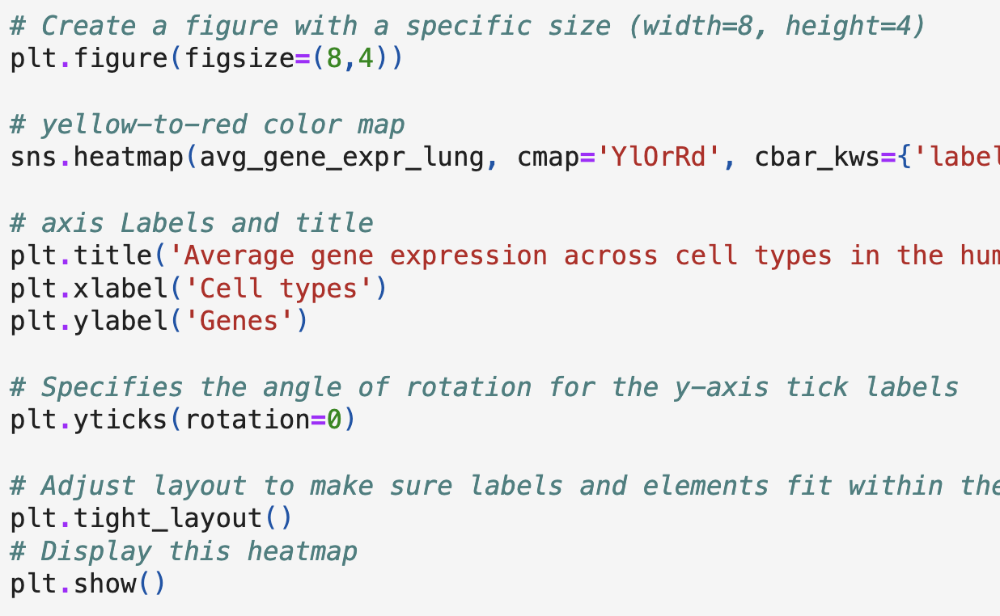 # Create a figure with a specific size (width=8, height=4)
plt.figure(figsize=(8,4))
# yellow-to-red color map
sns.heatmap(avg_gene_expr_lung, cmap='YlOrRd', cbar_kws={'label
# axis Labels and title
plt.title('Average gene expression across cell types in the hum
plt.xlabel('Cell types')
plt.ylabel('Genes')
# Specifies the angle of rotation for the y-axis tick labels
plt.yticks(rotation=0)
# Adjust layout to make sure labels and elements fit within the
plt.tight_layout()
# Display this heatmap
plt.show()